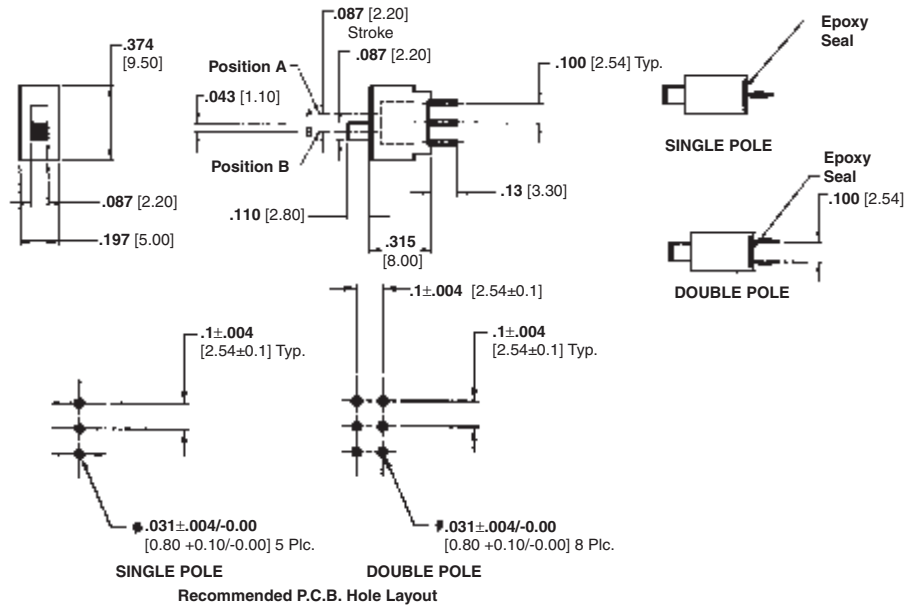 .087 [2.20]
Stroke
.087 [2.20]
.374
[9.50]
Position A
.043 [1.10]
Position B
.100 [2.54] Typ.
.13 [3.30]
.087 [2.20]
.197 [5.00]
.110 [2.80]
.315
[8.00]
Epoxy
Seal
SINGLE POLE
Epoxy
Seal
.100 [2.54]
DOUBLE POLE
.1±.004
[2.54±0.1] Typ.
.1±.004 [2.54±0.1]
.1±.004
[2.54±0.1] Typ.
.031±.004/-0.00
[0.80 +0.10/-0.00] 5 Plc.
SINGLE POLE
.031±.004/-0.00
[0.80 +0.10/-0.00] 8 Plc.
DOUBLE POLE
Recommended P.C.B. Hole Layout